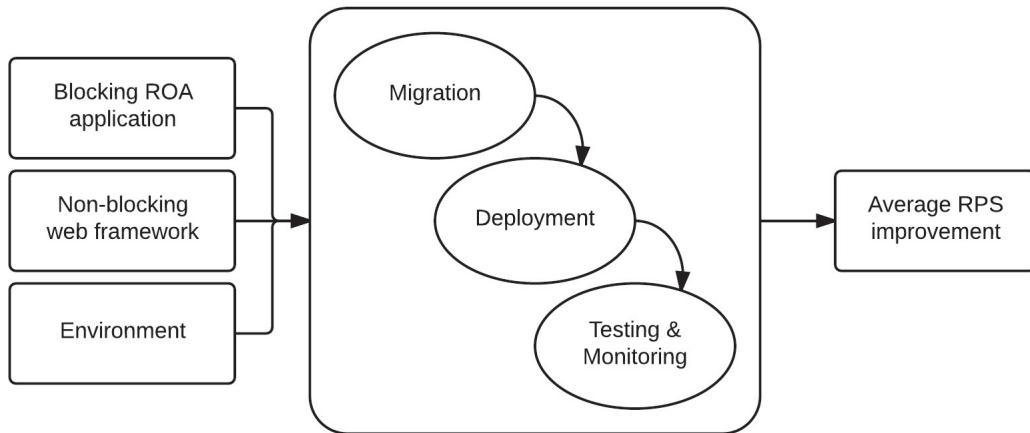 Blocking ROA
application
Non-blocking
web framework
Environment
Migration
Deployment
Testing &
Monitoring
Average RPS
improvement